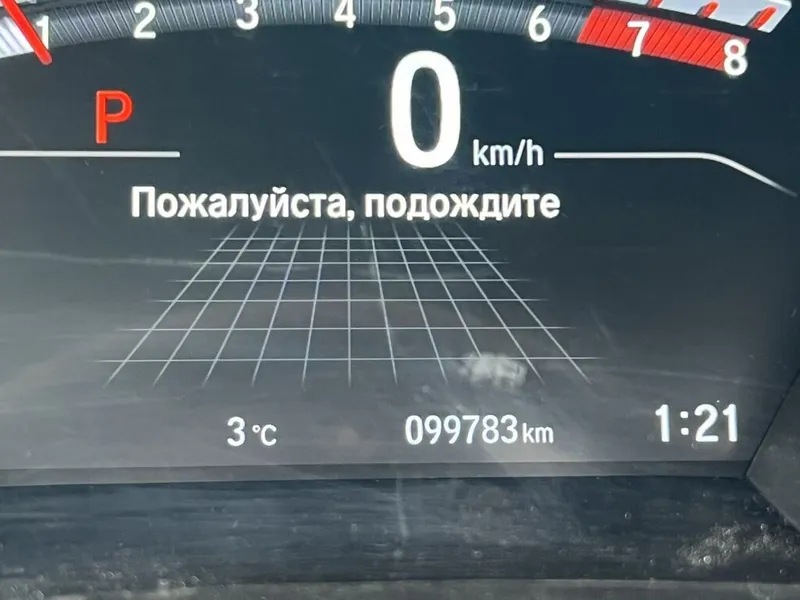 1 2 3 4 5 6 7 8
P
0 km/h
Пожалуйста, подождите
3 °C 099783 km 1:21